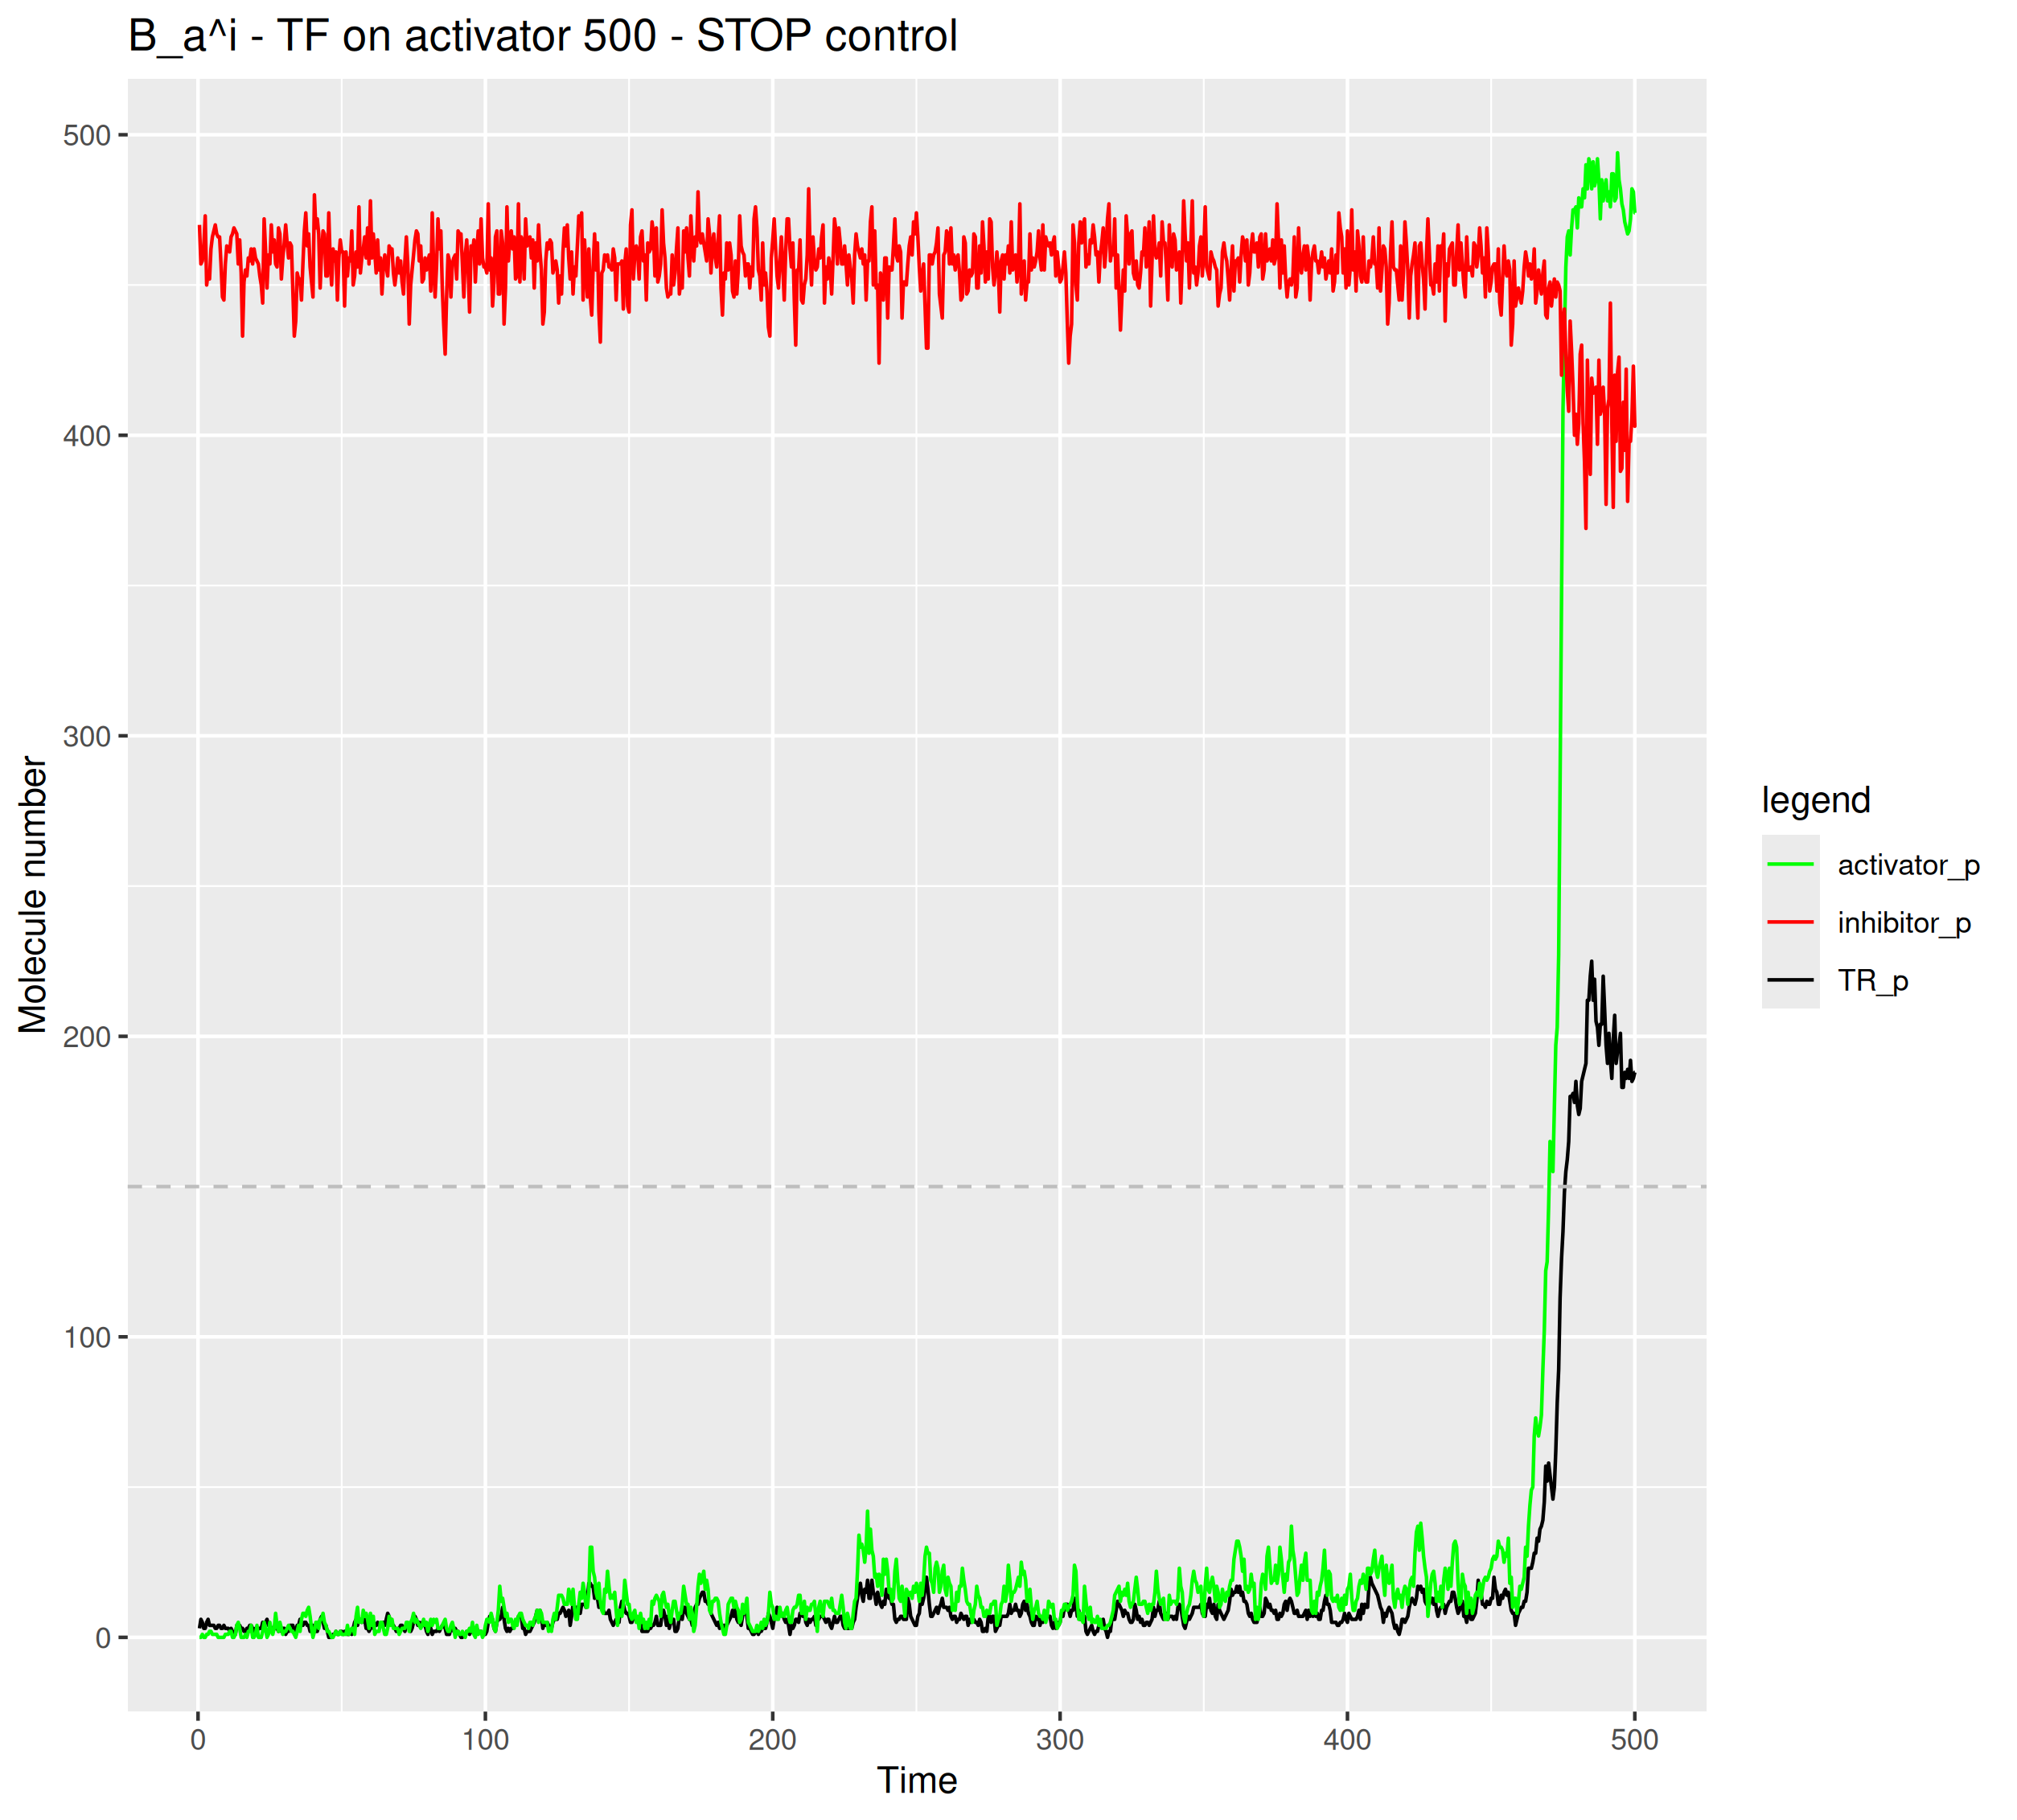 B_a^i - TF on activator 500 - STOP control
Molecule number
500
400
300
200
100
0
0 100 200 300 400 500
Time
legend
activator_p
inhibitor_p
TR_p